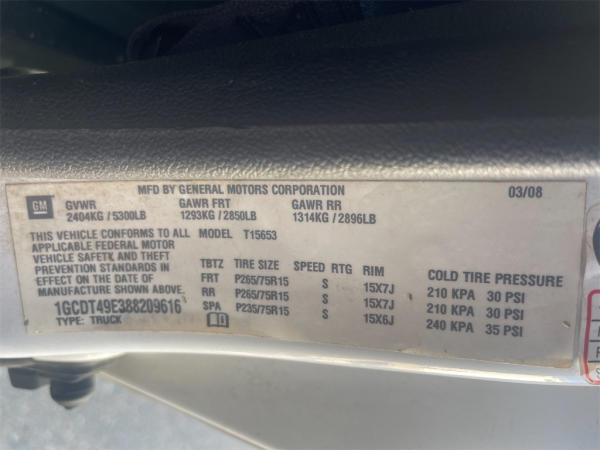 MFD BY GENERAL MOTORS CORPORATION 03/08
GM
GVWR GAWR FRT GAWR RR
2404KG / 5300LB 1293KG / 2850LB 1314KG / 2896LB
THIS VEHICLE CONFORMS TO ALL MODEL T15653
APPLICABLE FEDERAL MOTOR
VEHICLE SAFETY AND THEFT
PREVENTION STANDARDS IN
EFFECT ON THE DATE OF
MANUFACTURE SHOWN ABOVE.
1GCDT49E388209616
TYPE: TRUCK
TBTZ TIRE SIZE SPEED RTG RIM COLD TIRE PRESSURE
FRT P265/75R15 S 15X7J 210 KPA 30 PSI
RR P265/75R15 S 15X7J 210 KPA 30 PSI
SPA P235/75R15 S 15X6J 240 KPA 35 PSI